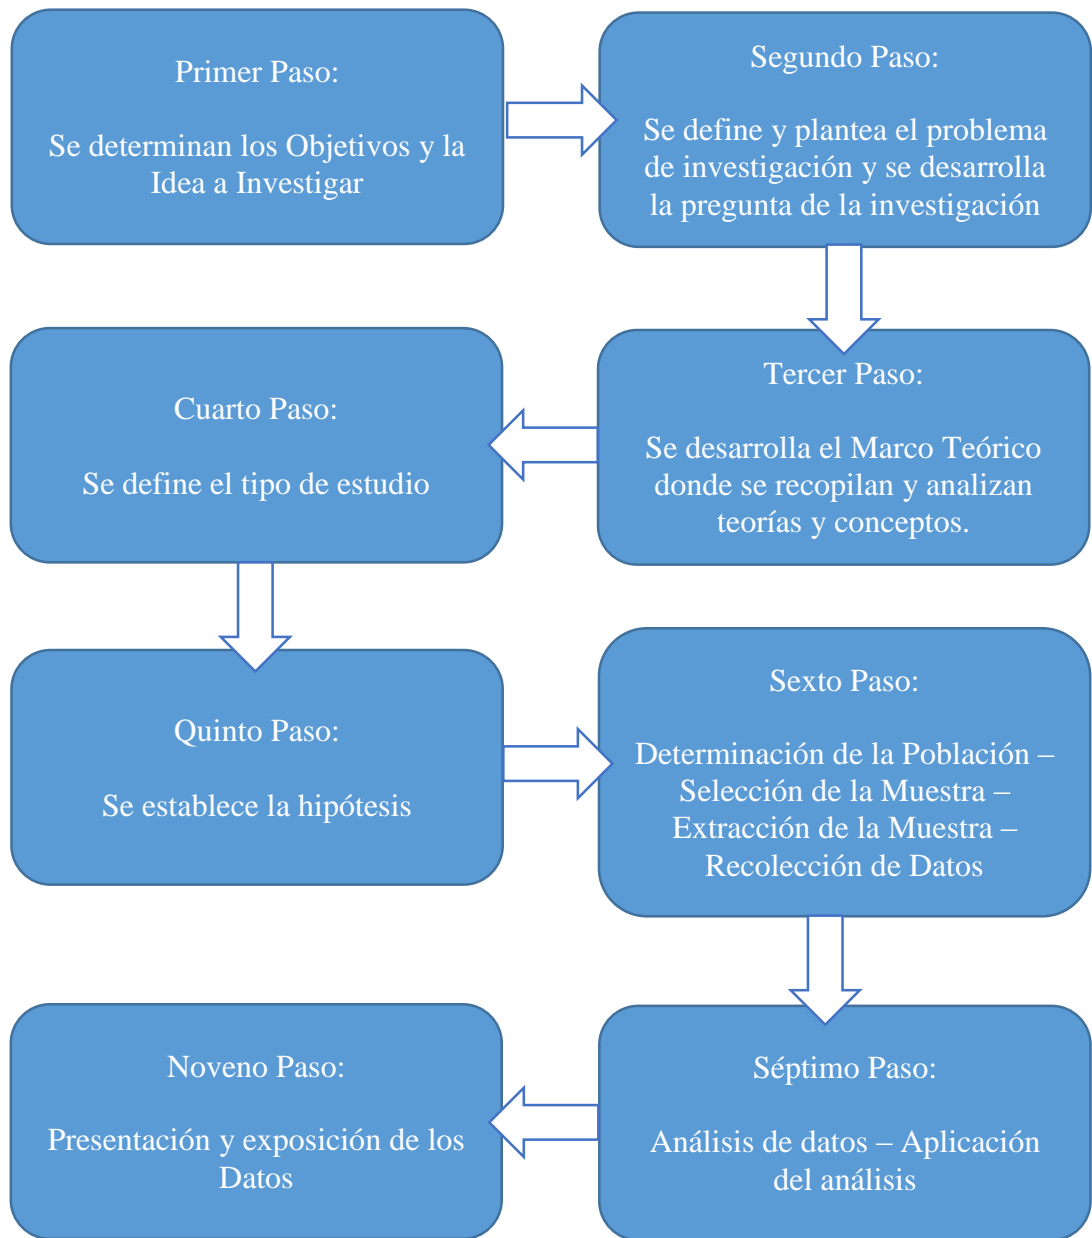 Primer Paso:
Se determinan los Objetivos y la
Idea a Investigar
Segundo Paso:
Se define y plantea el problema
de investigación y se desarrolla
la pregunta de la investigación
Tercer Paso:
Se desarrolla el Marco Teórico
donde se recopilan y analizan
teorías y conceptos.
Cuarto Paso:
Se define el tipo de estudio
Quinto Paso:
Se establece la hipótesis
Sexto Paso:
Determinación de la Población –
Selección de la Muestra –
Extracción de la Muestra –
Recolección de Datos
Séptimo Paso:
Análisis de datos – Aplicación
del análisis
Noveno Paso:
Presentación y exposición de los
Datos